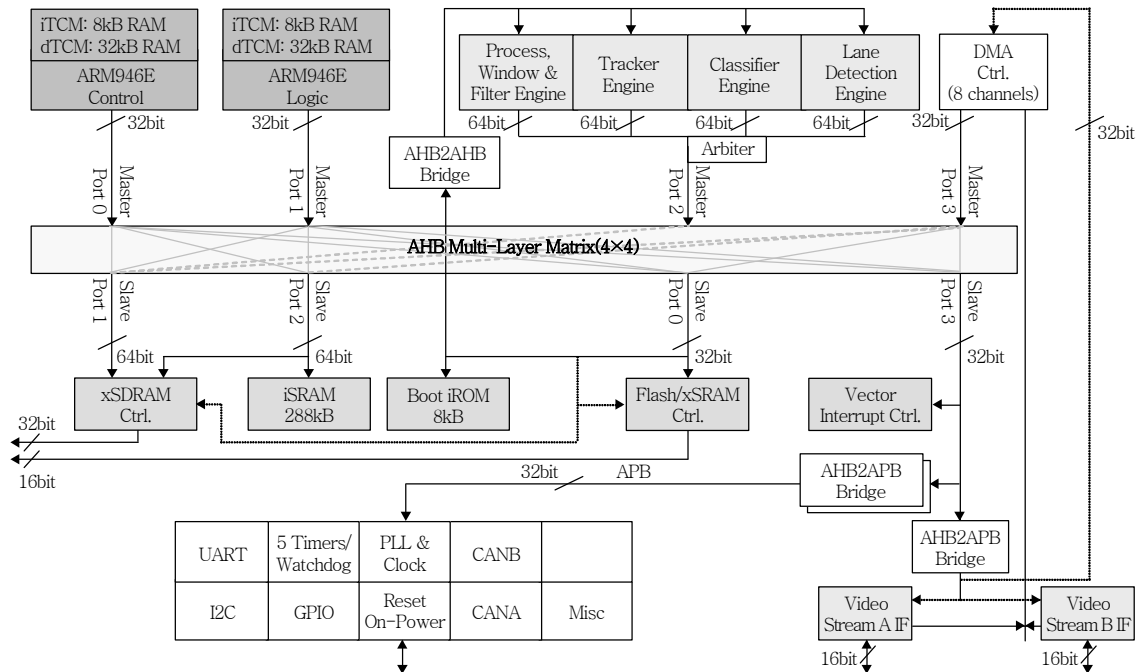 iTCM: 8kB RAM
dTCM: 32kB RAM
ARM946E
Control
iTCM: 8kB RAM
dTCM: 32kB RAM
ARM946E
Logic
Process,
Window &
Filter Engine
Tracker
Engine
Classifier
Engine
Lane
Detection
Engine
DMA
Ctrl.
(8 channels)
32bit
32bit
64bit
64bit
64bit
64bit
32bit
32bit
AHB2AHB
Bridge
Arbiter
Master
Port 0
Master
Port 1
Master
Port 2
Master
Port 3
AHB Multi-Layer Matrix(4×4)
Slave
Port 1
Slave
Port 2
Slave
Port 0
Slave
Port 3
64bit
64bit
32bit
32bit
xSDRAM
Ctrl.
iSRAM
288kB
Boot iROM
8kB
Flash/xSRAM
Ctrl.
Vector
Interrupt Ctrl.
32bit
16bit
32bit
APB
AHB2APB
Bridge
AHB2APB
Bridge
UART
5 Timers/
Watchdog
PLL &
Clock
CANB
I2C
GPIO
Reset
On-Power
CANA
Misc
Video
Stream A IF
Video
Stream B IF
16bit
16bit